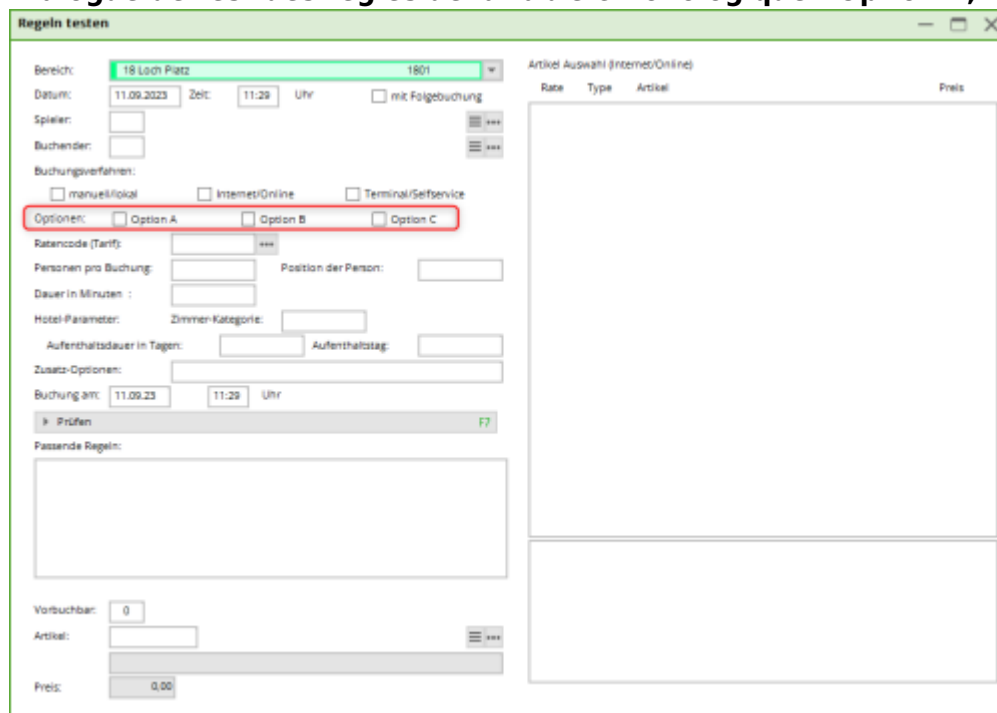 Regeln testen
Bereich: 18 Loch Platz 1801
Datum: 11.09.2023 Zeit: 11:29 Uhr mit Folgebuchung
Spieler:
Buchender:
Buchungsverfahren:
manuell/lokal Internet/Online Terminal/Selfservice
Optionen: Option A Option B Option C
Ratencode (Tarif):
Personen pro Buchung: Position der Person:
Dauer in Minuten :
Hotel-Parameter: Zimmer-Kategorie:
Aufenthaltsdauer in Tagen: Aufenthaltstag:
Zusatz-Optionen:
Buchung am: 11.09.23 11:29 Uhr
Prüfen F7
Passende Regeln:
Vorbuchbar: 0
Artikel:
Preis: 0,00
Artikel Auswahl (Internet/Online)
Rate Type Artikel Preis